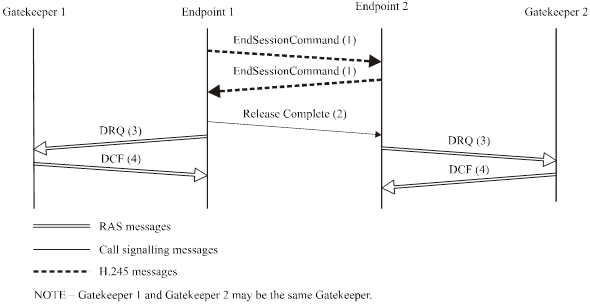 Gatekeeper 1
Endpoint 1
Endpoint 2
Gatekeeper 2
EndSessionCommand (1)
EndSessionCommand (1)
Release Complete (2)
DRQ (3)
DRQ (3)
DCF (4)
DCF (4)
RAS messages
Call signalling messages
H.245 messages
NOTE – Gatekeeper 1 and Gatekeeper 2 may be the same Gatekeeper.